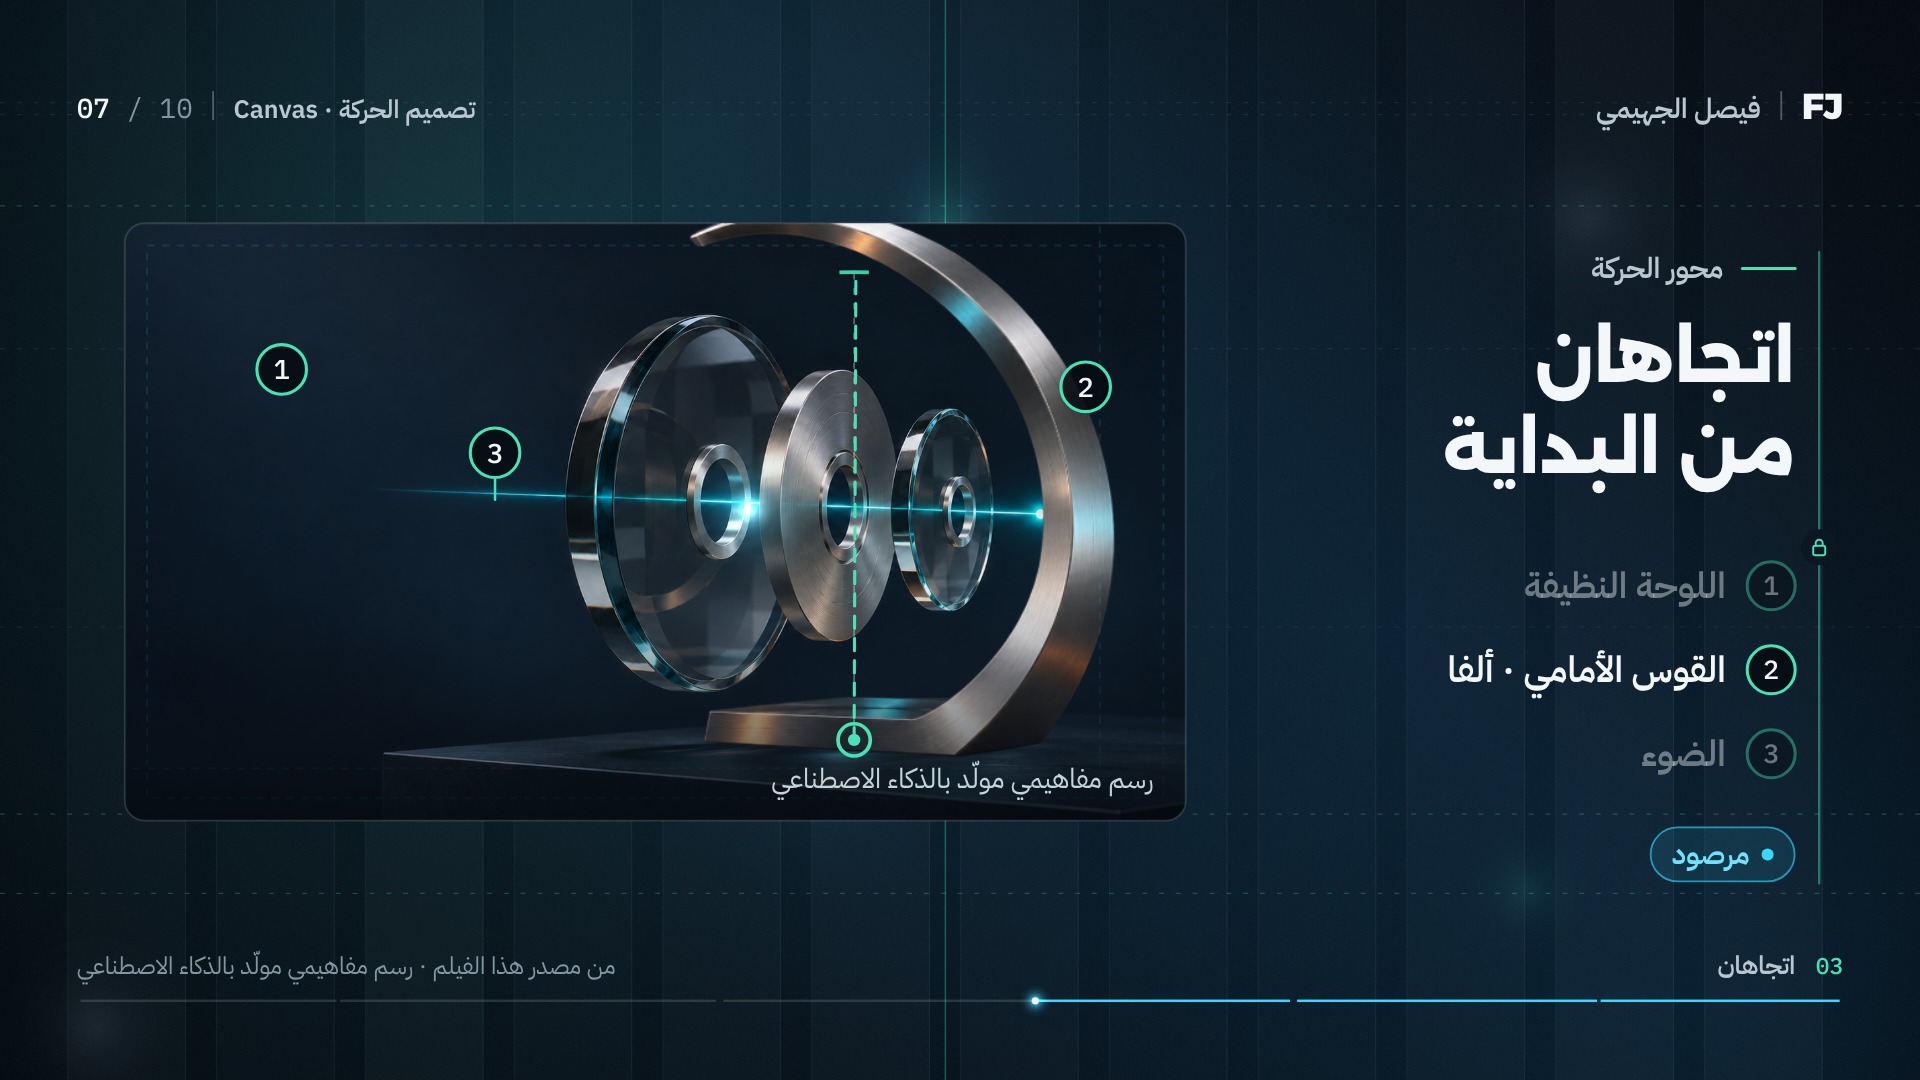 FJ | فيصل الجهيمي
07 / 10 | تصميم الحركة · Canvas
محور الحركة
اتجاهان
من البداية
1 اللوحة النظيفة
2 القوس الأمامي · ألفا
3 الضوء
مرصود
1
2
3
رسم مفاهيمي مولّد بالذكاء الاصطناعي
03 اتجاهان
من مصدر هذا الفيلم · رسم مفاهيمي مولّد بالذكاء الاصطناعي